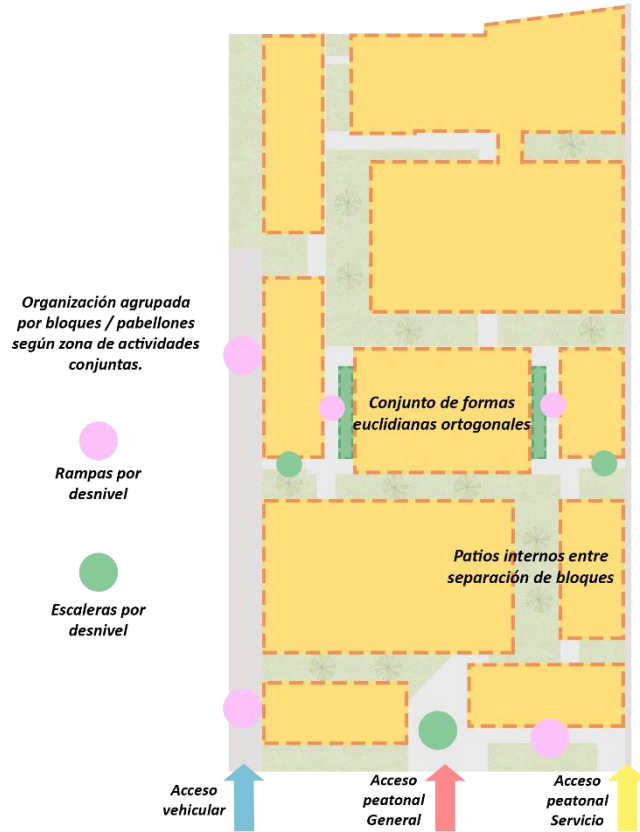 Organización agrupada
por bloques / pabellones
según zona de actividades
conjuntas.
Rampas por
desnivel
Escaleras por
desnivel
Conjunto de formas
euclidianas ortogonales
Patios internos entre
separación de bloques
Acceso
vehicular
Acceso
peatonal
General
Acceso
peatonal
Servicio